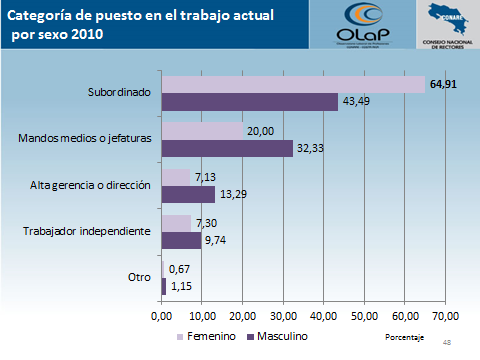 Categoría de puesto en el trabajo actual
por sexo 2010
OLaP
CONARE
CONSEJO NACIONAL
DE RECTORES
Subordinado
64,91
43,49
Mandos medios o jefaturas
20,00
32,33
Alta gerencia o dirección
7,13
13,29
Trabajador independiente
7,30
9,74
Otro
0,67
1,15
0,00 10,00 20,00 30,00 40,00 50,00 60,00 70,00
Femenino Masculino
Porcentaje
48